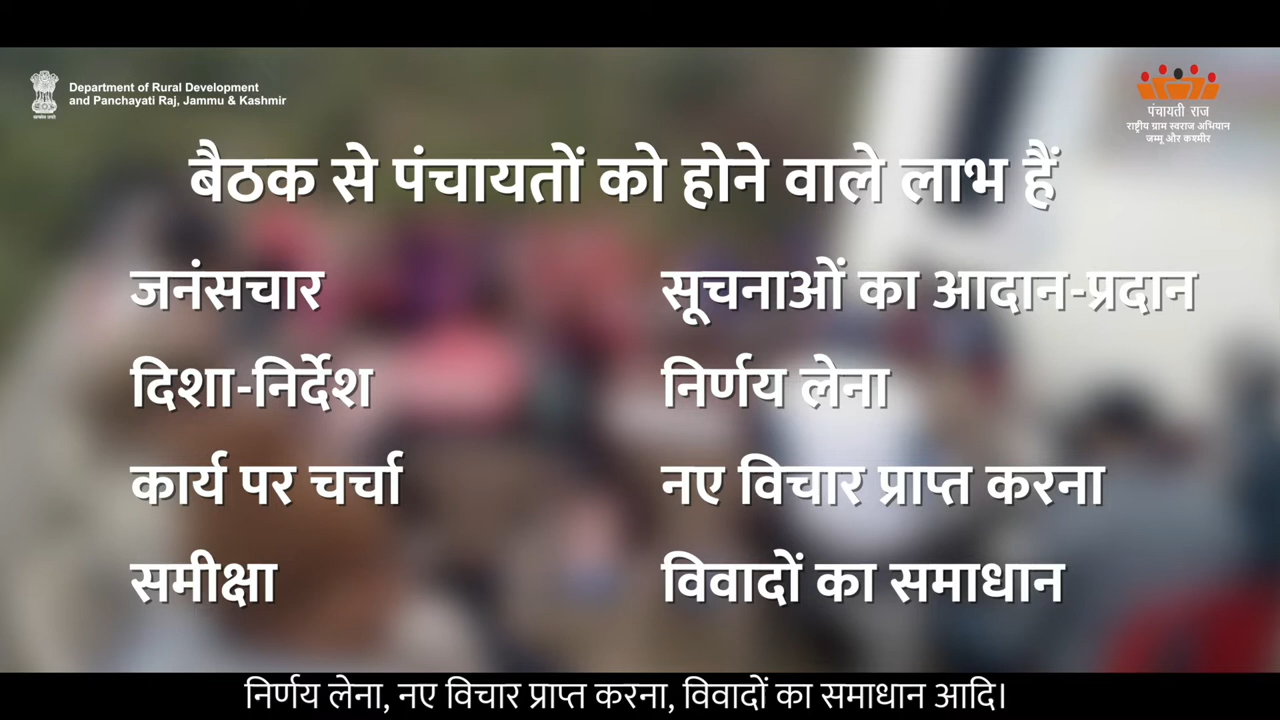 Department of Rural Development
and Panchayati Raj, Jammu & Kashmir
पंचायती राज
राष्ट्रीय ग्राम स्वराज अभियान
जम्मू और कश्मीर
बैठक से पंचायतों को होने वाले लाभ हैं
जनंसचार
सूचनाओं का आदान-प्रदान
दिशा-निर्देश
निर्णय लेना
कार्य पर चर्चा
नए विचार प्राप्त करना
समीक्षा
विवादों का समाधान
निर्णय लेना, नए विचार प्राप्त करना, विवादों का समाधान आदि।